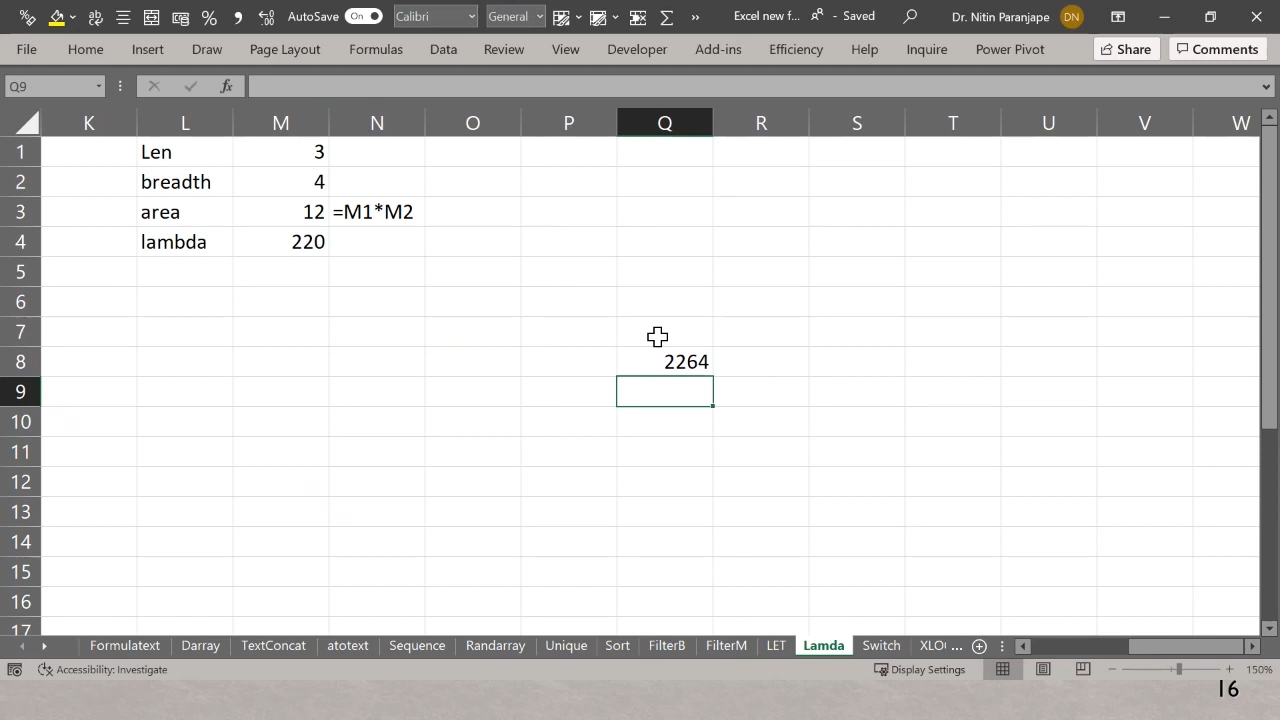 AutoSave On Calibri General Excel new f... - Saved Dr. Nitin Paranjape DN
File Home Insert Draw Page Layout Formulas Data Review View Developer Add-ins Efficiency Help Inquire Power Pivot Share Comments
Q9 fx
K L M N O P Q R S T U V W
1 Len 3
2 breadth 4
3 area 12 =M1*M2
4 lambda 220
5
6
7
8 2264
9
10
11
12
13
14
15
16
17
Formulatext Darray TextConcat atotext Sequence Randarray Unique Sort FilterB FilterM LET Lamda Switch XLO ...
Accessibility: Investigate Display Settings 150%
16